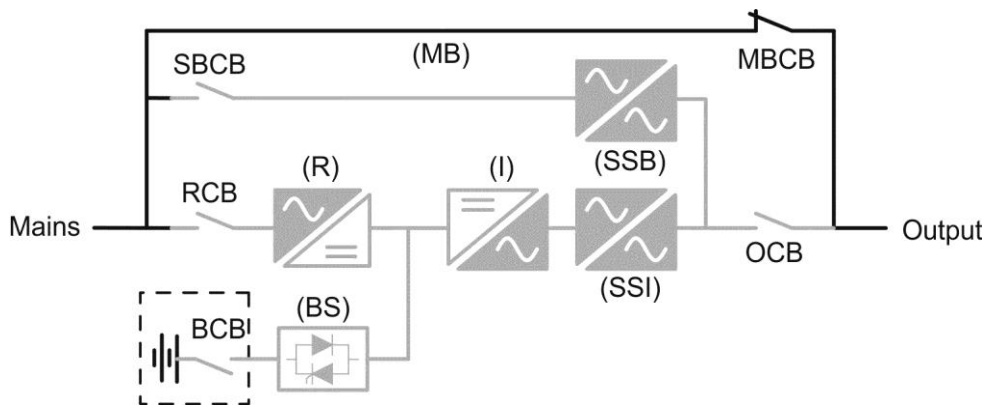 (MB)
MBCB
SBCB
(SSB)
(R)
(I)
RCB
Mains
Output
OCB
(SSI)
(BS)
BCB